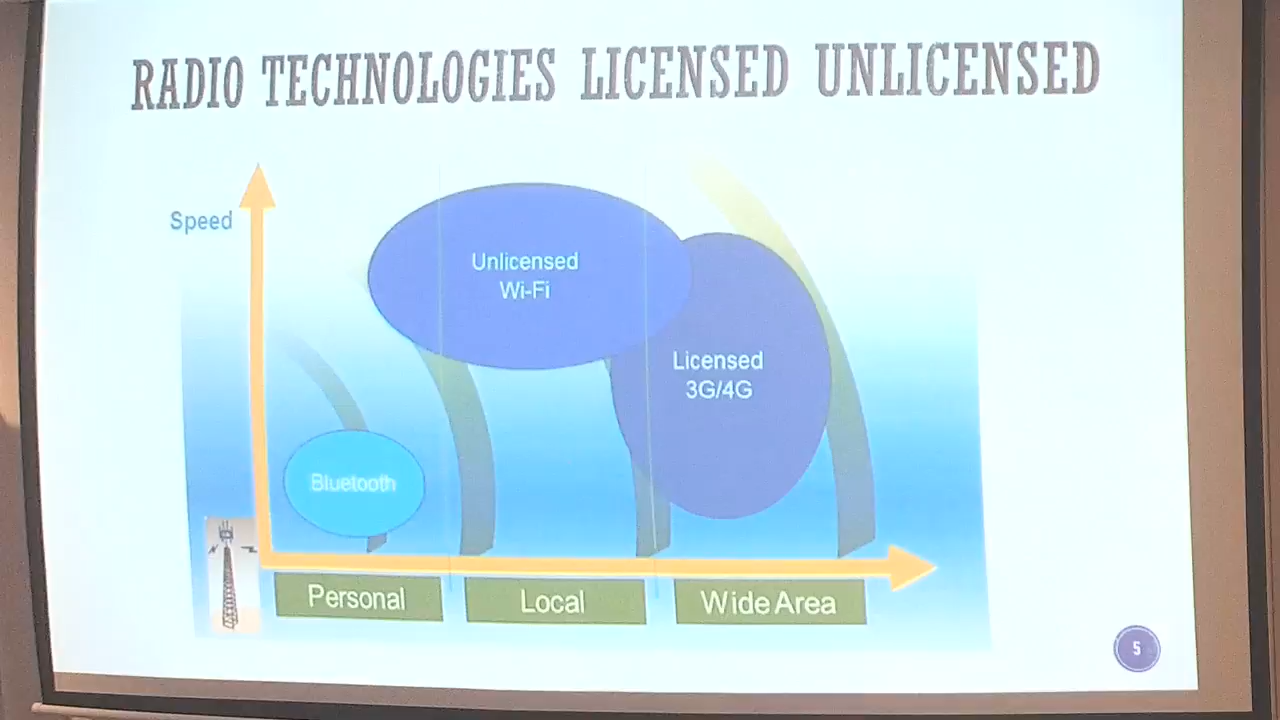 RADIO TECHNOLOGIES LICENSED UNLICENSED
Speed
Unlicensed
Wi-Fi
Licensed
3G/4G
Bluetooth
Personal
Local
Wide Area
5